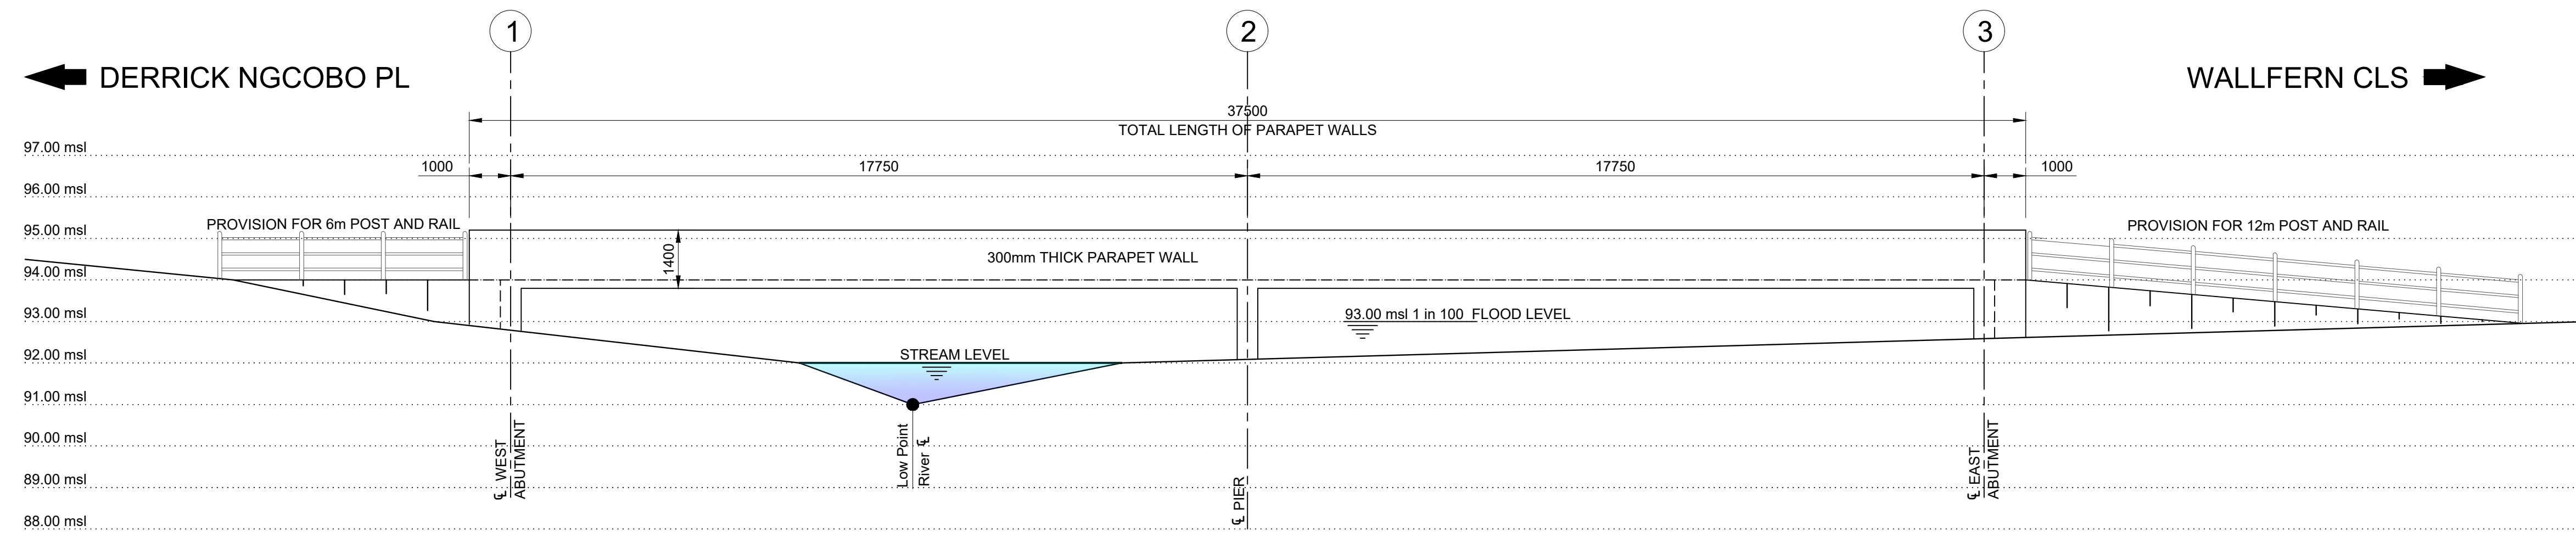 1
2
3
DERRICK NGCOBO PL
WALLFERN CLS
37500
TOTAL LENGTH OF PARAPET WALLS
97.00 msl
1000
17750
17750
1000
96.00 msl
PROVISION FOR 6m POST AND RAIL
PROVISION FOR 12m POST AND RAIL
95.00 msl
1400
300mm THICK PARAPET WALL
94.00 msl
93.00 msl
93.00 msl 1 in 100 FLOOD LEVEL
92.00 msl
STREAM LEVEL
91.00 msl
90.00 msl
89.00 msl
88.00 msl
℄ WEST
ABUTMENT
Low Point
River ℄
℄ PIER
℄ EAST
ABUTMENT